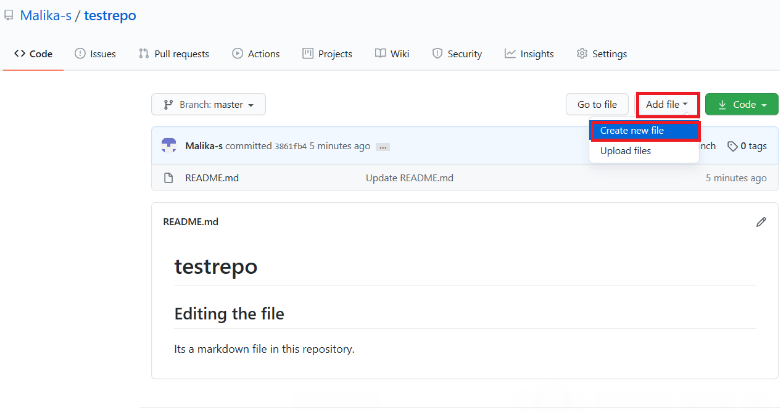 Malika-s / testrepo
Code Issues Pull requests Actions Projects Wiki Security Insights Settings
Branch: master Go to file Add file Code
Create new file
Malika-s committed 3861fb4 5 minutes ago ... nch 0 tags
Upload files
README.md Update README.md 5 minutes ago
README.md
testrepo
Editing the file
Its a markdown file in this repository.